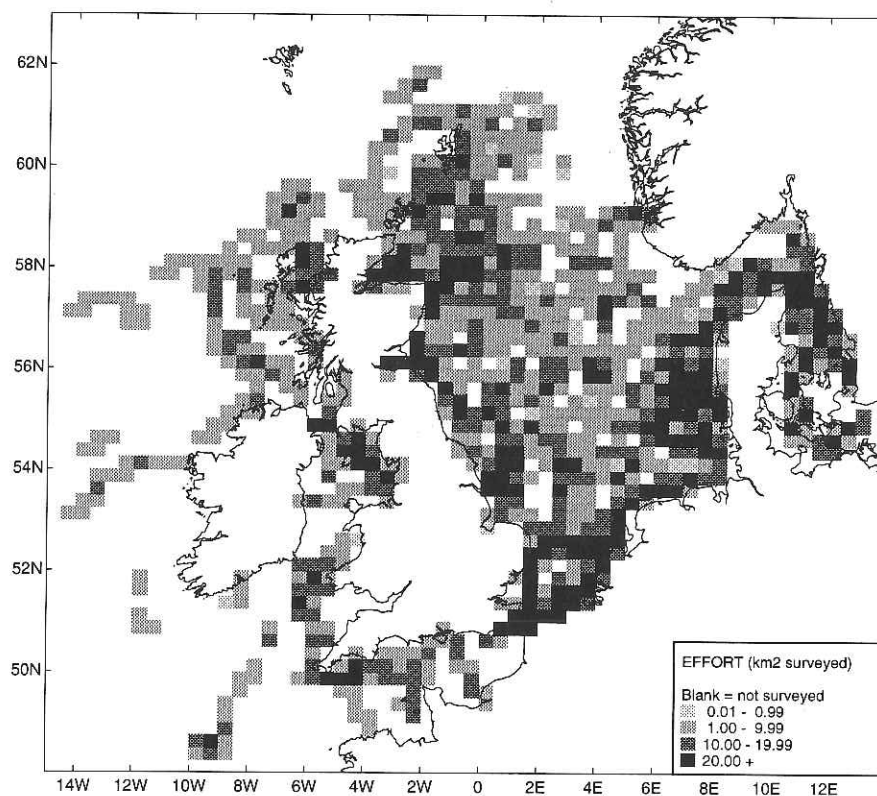 62N
60N
58N
56N
54N
52N
50N
EFFORT (km2 surveyed)
Blank = not surveyed
0.01 - 0.99
1.00 - 9.99
10.00 - 19.99
20.00 +
14W 12W 10W 8W 6W 4W 2W 0 2E 4E 6E 8E 10E 12E